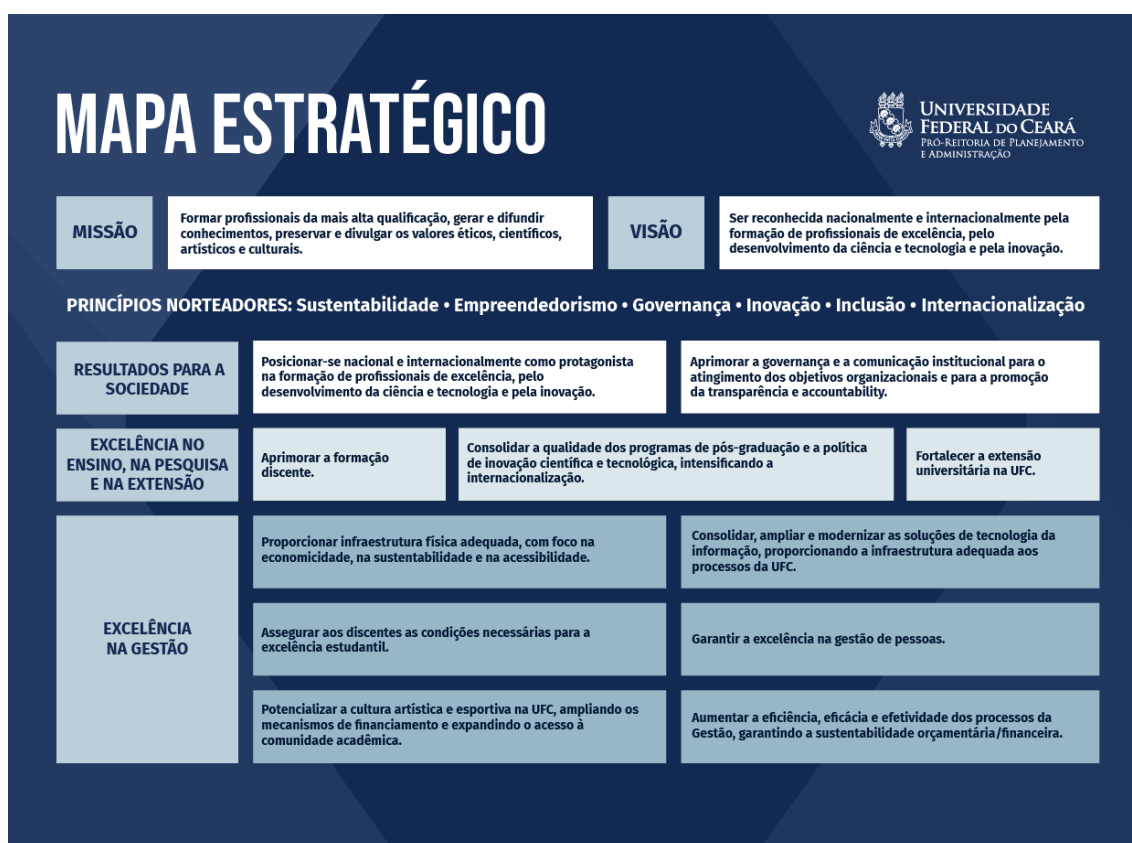 MAPA ESTRATÉGICO
UNIVERSIDADE
FEDERAL DO CEARÁ
PRÓ-REITORIA DE PLANEJAMENTO
E ADMINISTRAÇÃO
MISSÃO
Formar profissionais da mais alta qualificação, gerar e difundir
conhecimentos, preservar e divulgar os valores éticos, científicos,
artísticos e culturais.
VISÃO
Ser reconhecida nacionalmente e internacionalmente pela
formação de profissionais de excelência, pelo
desenvolvimento da ciência e tecnologia e pela inovação.
PRINCÍPIOS NORTEADORES: Sustentabilidade • Empreendedorismo • Governança • Inovação • Inclusão • Internacionalização
RESULTADOS PARA A
SOCIEDADE
Posicionar-se nacional e internacionalmente como protagonista
na formação de profissionais de excelência, pelo
desenvolvimento da ciência e tecnologia e pela inovação.
Aprimorar a governança e a comunicação institucional para o
atingimento dos objetivos organizacionais e para a promoção
da transparência e accountability.
EXCELÊNCIA NO
ENSINO, NA PESQUISA
E NA EXTENSÃO
Aprimorar a formação
discente.
Consolidar a qualidade dos programas de pós-graduação e a política
de inovação científica e tecnológica, intensificando a
internacionalização.
Fortalecer a extensão
universitária na UFC.
EXCELÊNCIA
NA GESTÃO
Proporcionar infraestrutura física adequada, com foco na
economicidade, na sustentabilidade e na acessibilidade.
Consolidar, ampliar e modernizar as soluções de tecnologia da
informação, proporcionando a infraestrutura adequada aos
processos da UFC.
Assegurar aos discentes as condições necessárias para a
excelência estudantil.
Garantir a excelência na gestão de pessoas.
Potencializar a cultura artística e esportiva na UFC, ampliando os
mecanismos de financiamento e expandindo o acesso à
comunidade acadêmica.
Aumentar a eficiência, eficácia e efetividade dos processos da
Gestão, garantindo a sustentabilidade orçamentária/financeira.